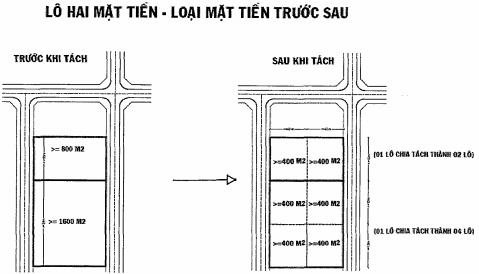 LÔ HAI MẶT TIỀN - LOẠI MẶT TIỀN TRƯỚC SAU
TRƯỚC KHI TÁCH
SAU KHI TÁCH
>= 800 M2
>= 1600 M2
>=400 M2 >=400 M2
(01 LÔ CHIA TÁCH THÀNH 02 LÔ)
>=400 M2 >=400 M2
(01 LÔ CHIA TÁCH THÀNH 04 LÔ)
>=400 M2 >=400 M2